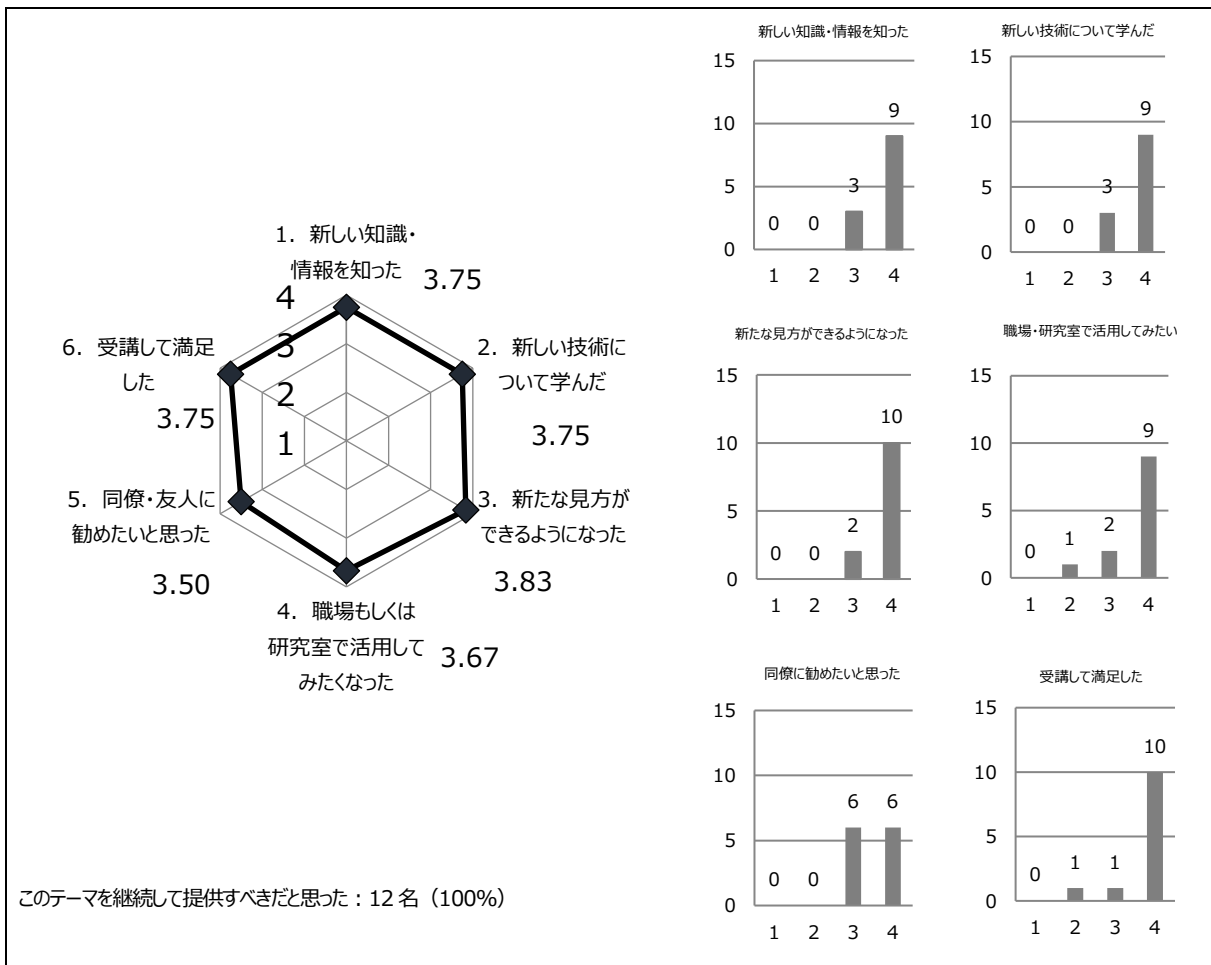 1．新しい知識・
情報を知った
3.75
2．新しい技術に
ついて学んだ
3.75
3．新たな見方が
できるようになった
3.83
4．職場もしくは
研究室で活用して
みたくなった
3.67
5．同僚・友人に
勧めたいと思った
3.50
6．受講して満足
した
3.75
4
3
2
1
このテーマを継続して提供すべきだと思った：12 名（100%）
新しい知識・情報を知った
15
10
5
0
0 0 3 9
1 2 3 4
新しい技術について学んだ
15
10
5
0
0 0 3 9
1 2 3 4
新たな見方ができるようになった
15
10
5
0
0 0 2 10
1 2 3 4
職場・研究室で活用してみたい
15
10
5
0
0 1 2 9
1 2 3 4
同僚に勧めたいと思った
15
10
5
0
0 0 6 6
1 2 3 4
受講して満足した
15
10
5
0
0 1 1 10
1 2 3 4